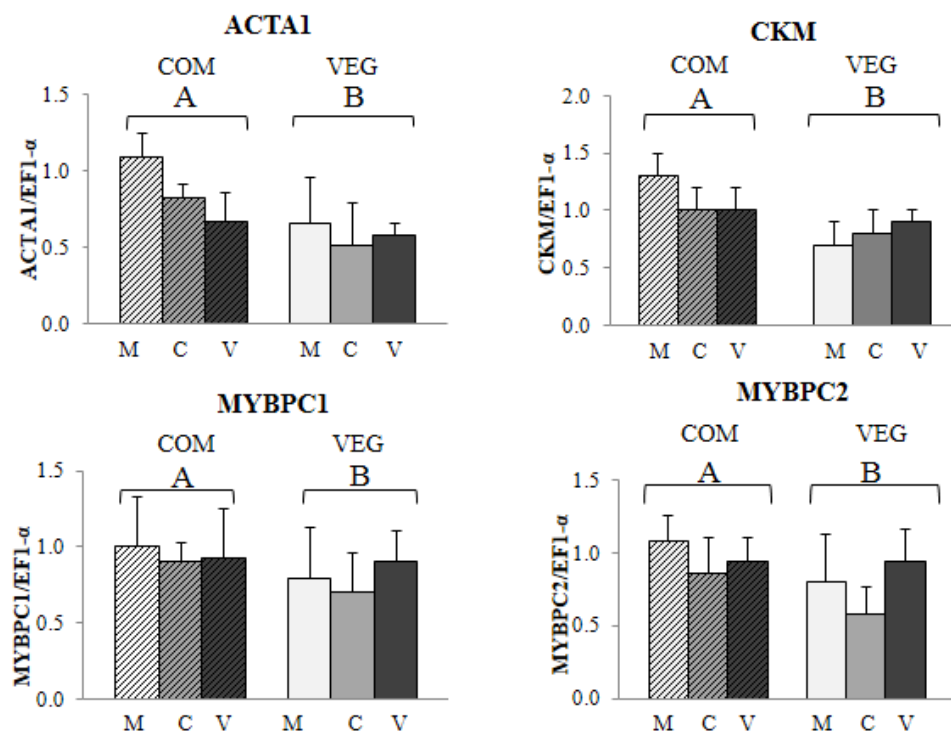 ACTA1
COM VEG
A B
1.5
1.0
0.5
0.0
ACTA1/EF1-α
M C V M C V
CKM
COM VEG
A B
2.0
1.5
1.0
0.5
0.0
CKM/EF1-α
M C V M C V
MYBPC1
COM VEG
A B
1.5
1.0
0.5
0.0
MYBPC1/EF1-α
M C V M C V
MYBPC2
COM VEG
A B
1.5
1.0
0.5
0.0
MYBPC2/EF1-α
M C V M C V